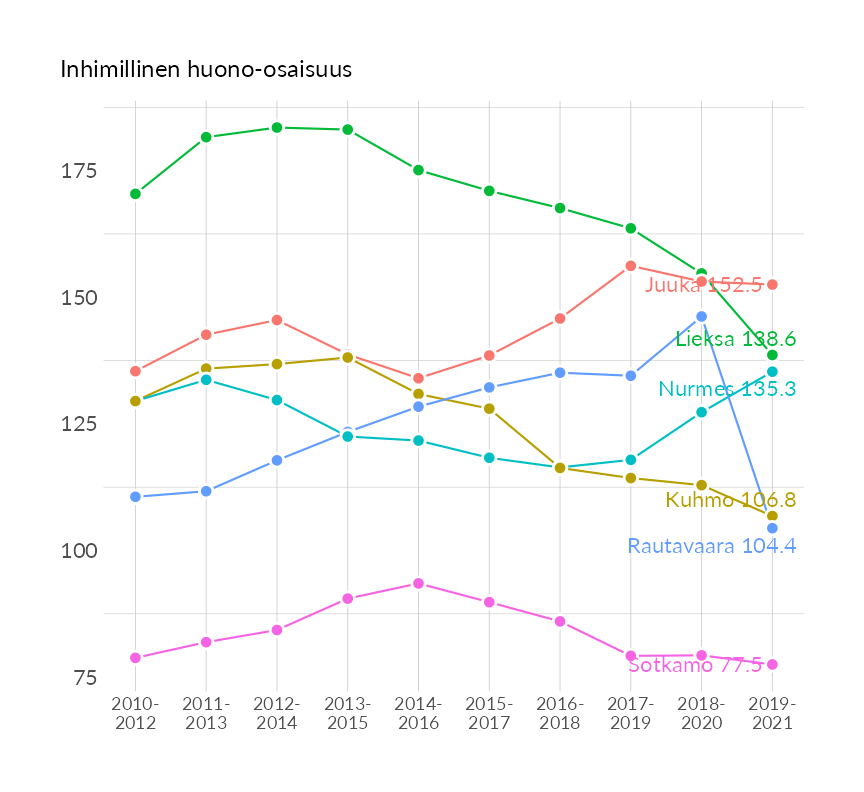 Inhimillinen huono-osaisuus
175
150
125
100
75
Juuka 152.5
Lieksa 138.6
Nurmes 135.3
Kuhmo 106.8
Rautavaara 104.4
Sotkamo 77.5
2010- 2011- 2012- 2013- 2014- 2015- 2016- 2017- 2018- 2019-
2012 2013 2014 2015 2016 2017 2018 2019 2020 2021